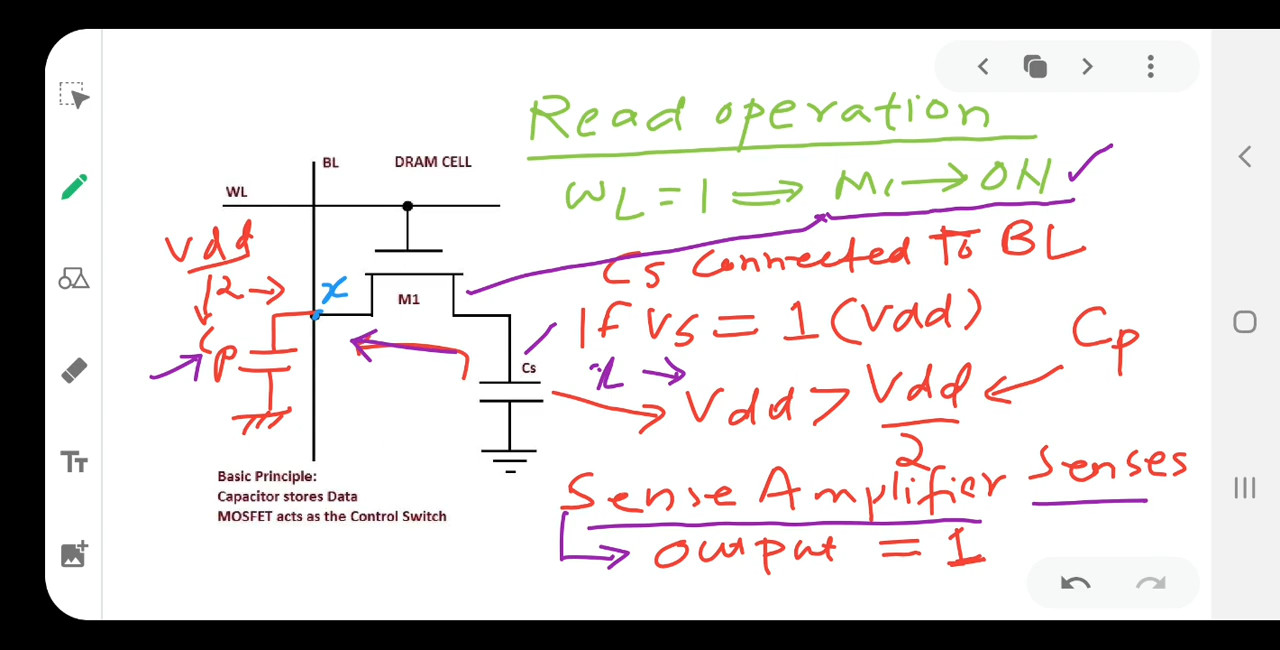 Read operation
BL
DRAM CELL
WL
WL = 1 ⟹ M1 → ON
Vdd
/2 →
x
Cs Connected To BL
M1
If Vs = 1 (Vdd)
Cp
Cp
Cs
x →
Vdd > Vdd
2
Sense Amplifier senses
Basic Principle:
Capacitor stores Data
MOSFET acts as the Control Switch
output = 1
Tт